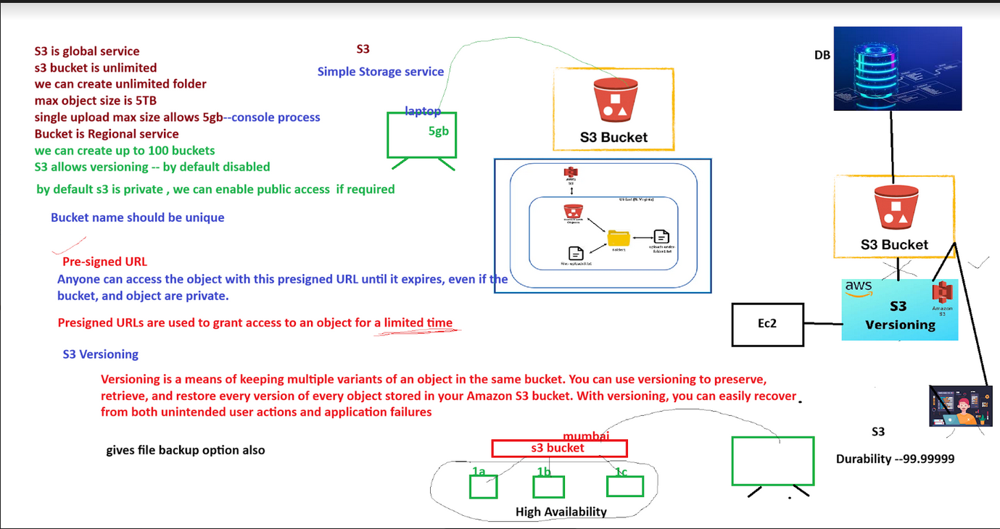 S3 is global service
s3 bucket is unlimited
we can create unlimited folder
max object size is 5TB
single upload max size allows 5gb--console process
Bucket is Regional service
we can create up to 100 buckets
S3 allows versioning -- by default disabled
by default s3 is private , we can enable public access if required
Bucket name should be unique
Pre-signed URL
Anyone can access the object with this presigned URL until it expires, even if the
bucket, and object are private.
Presigned URLs are used to grant access to an object for a limited time
S3 Versioning
Versioning is a means of keeping multiple variants of an object in the same bucket. You can use versioning to preserve,
retrieve, and restore every version of every object stored in your Amazon S3 bucket. With versioning, you can easily recover
from both unintended user actions and application failures
gives file backup option also
S3
Simple Storage service
laptop
5gb
S3 Bucket
AWS
S3
US East (N. Virginia)
Folder1
mumbai
s3 bucket
1a
1b
1c
High Availability
DB
S3 Bucket
aws
S3
Versioning
Amazon
S3
Ec2
S3
Durability --99.99999